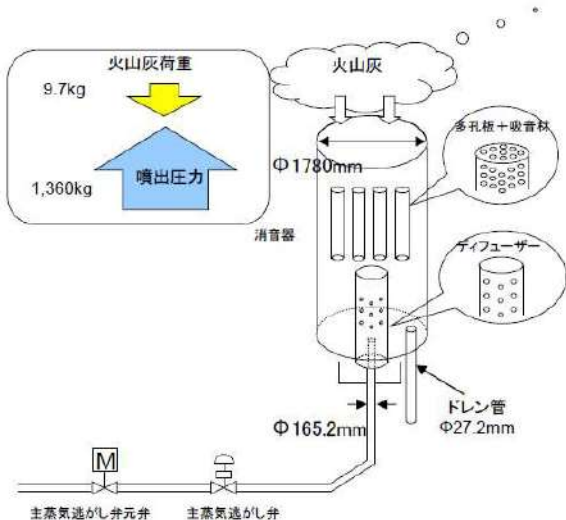 火山灰荷重
9.7kg
噴出圧力
1,360kg
火山灰
多孔板+吸音材
Φ1780mm
消音器
ディフューザー
ドレン管
Φ27.2mm
Φ165.2mm
M
主蒸気逃がし弁元弁
主蒸気逃がし弁